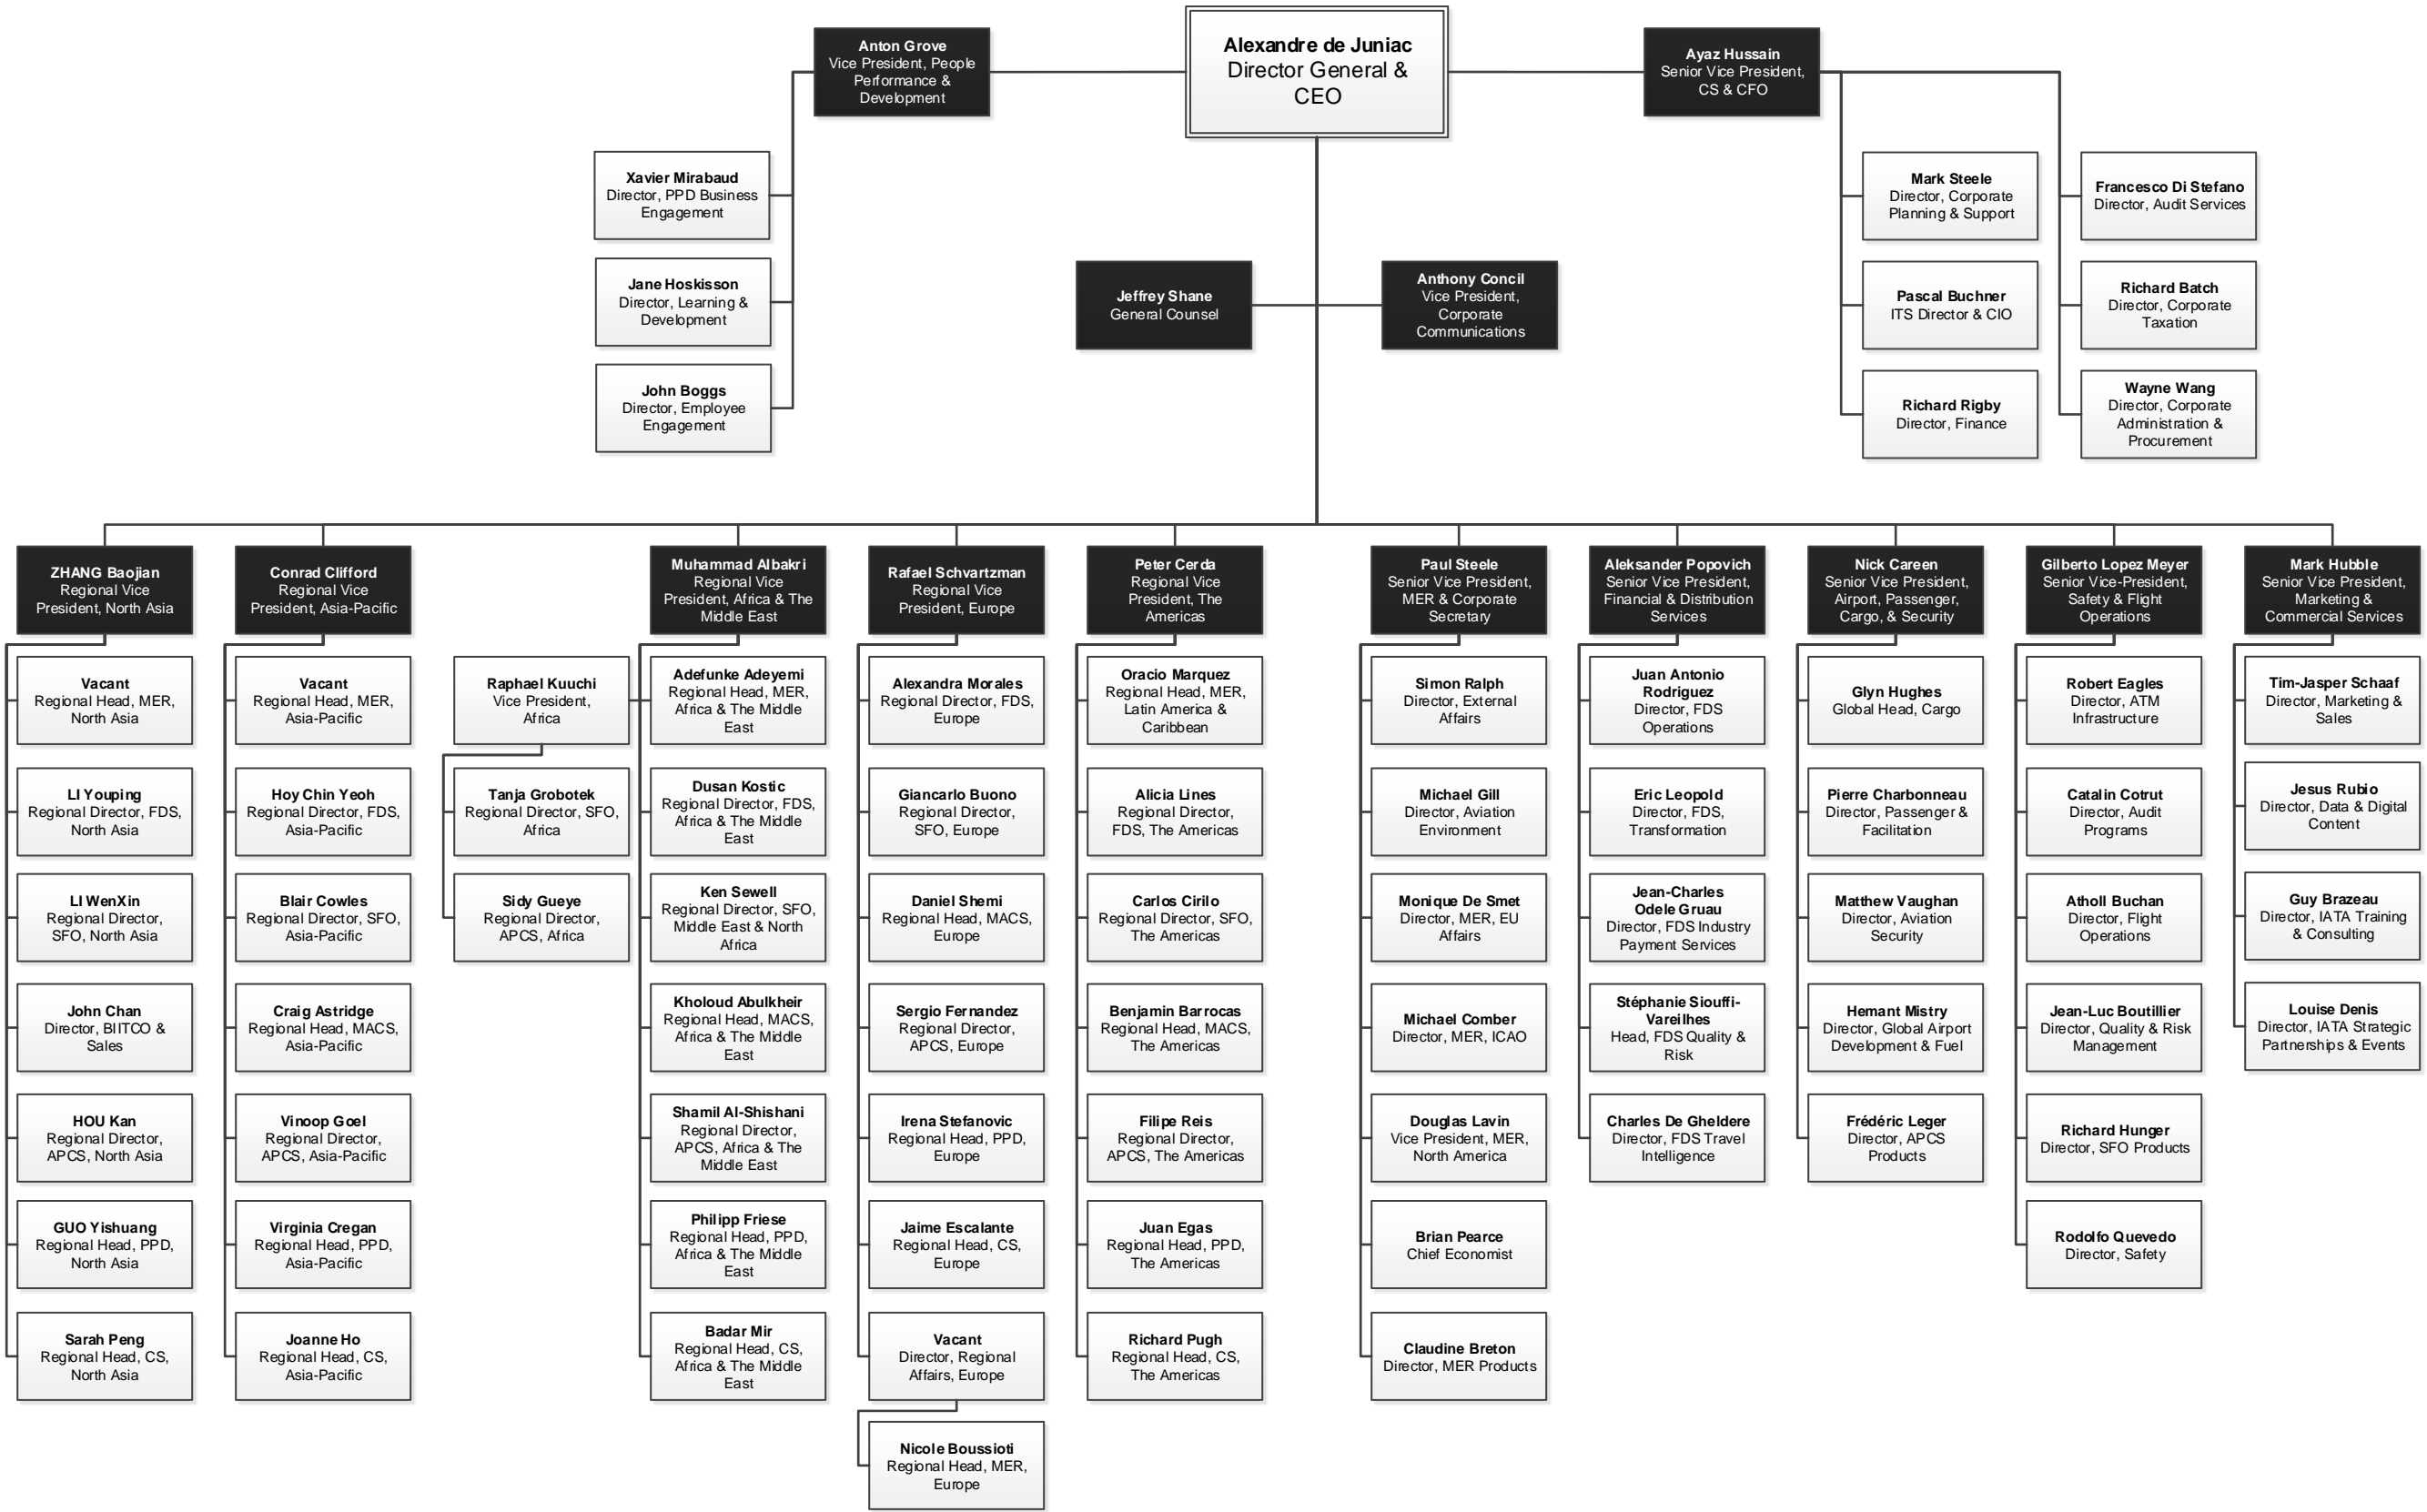 Alexandre de Juniac
Director General &
CEO
Anton Grove
Vice President, People
Performance &
Development
Xavier Mirabaud
Director, PPD Business
Engagement
Jane Hoskisson
Director, Learning &
Development
John Boggs
Director, Employee
Engagement
Ayaz Hussain
Senior Vice President,
CS & CFO
Mark Steele
Director, Corporate
Planning & Support
Pascal Buchner
ITS Director & CIO
Richard Rigby
Director, Finance
Francesco Di Stefano
Director, Audit Services
Richard Batch
Director, Corporate
Taxation
Wayne Wang
Director, Corporate
Administration &
Procurement
Jeffrey Shane
General Counsel
Anthony Concil
Vice President,
Corporate
Communications
ZHANG Baojian
Regional Vice
President, North Asia
Vacant
Regional Head, MER,
North Asia
LI Youping
Regional Director, FDS,
North Asia
LI WenXin
Regional Director,
SFO, North Asia
John Chan
Director, BIITCO &
Sales
HOU Kan
Regional Director,
APCS, North Asia
GUO Yishuang
Regional Head, PPD,
North Asia
Sarah Peng
Regional Head, CS,
North Asia
Conrad Clifford
Regional Vice
President, Asia-Pacific
Vacant
Regional Head, MER,
Asia-Pacific
Hoy Chin Yeoh
Regional Director, FDS,
Asia-Pacific
Blair Cowles
Regional Director, SFO,
Asia-Pacific
Craig Astridge
Regional Head, MACS,
Asia-Pacific
Vinoop Goel
Regional Director,
APCS, Asia-Pacific
Virginia Cregan
Regional Head, PPD,
Asia-Pacific
Joanne Ho
Regional Head, CS,
Asia-Pacific
Muhammad Albakri
Regional Vice
President, Africa & The
Middle East
Raphael Kuuchi
Vice President,
Africa
Tanja Grobotek
Regional Director, SFO,
Africa
Sidy Gueye
Regional Director,
APCS, Africa
Adefunke Adeyemi
Regional Head, MER,
Africa & The Middle
East
Dusan Kostic
Regional Director, FDS,
Africa & The Middle
East
Ken Sewell
Regional Director, SFO,
Middle East & North
Africa
Kholoud Abulkheir
Regional Head, MACS,
Africa & The Middle
East
Shamil Al-Shishani
Regional Director,
APCS, Africa & The
Middle East
Philipp Friese
Regional Head, PPD,
Africa & The Middle
East
Badar Mir
Regional Head, CS,
Africa & The Middle
East
Rafael Schvartzman
Regional Vice
President, Europe
Alexandra Morales
Regional Director, FDS,
Europe
Giancarlo Buono
Regional Director,
SFO, Europe
Daniel Shemi
Regional Head, MACS,
Europe
Sergio Fernandez
Regional Director,
APCS, Europe
Irena Stefanovic
Regional Head, PPD,
Europe
Jaime Escalante
Regional Head, CS,
Europe
Vacant
Director, Regional
Affairs, Europe
Nicole Boussioti
Regional Head, MER,
Europe
Peter Cerda
Regional Vice
President, The
Americas
Oracio Marquez
Regional Head, MER,
Latin America &
Caribbean
Alicia Lines
Regional Director,
FDS, The Americas
Carlos Cirilo
Regional Director, SFO,
The Americas
Benjamin Barrocas
Regional Head, MACS,
The Americas
Filipe Reis
Regional Director,
APCS, The Americas
Juan Egas
Regional Head, PPD,
The Americas
Richard Pugh
Regional Head, CS,
The Americas
Paul Steele
Senior Vice President,
MER & Corporate
Secretary
Simon Ralph
Director, External
Affairs
Michael Gill
Director, Aviation
Environment
Monique De Smet
Director, MER, EU
Affairs
Michael Comber
Director, MER, ICAO
Douglas Lavin
Vice President, MER,
North America
Brian Pearce
Chief Economist
Claudine Breton
Director, MER Products
Aleksander Popovich
Senior Vice President,
Financial & Distribution
Services
Juan Antonio
Rodriguez
Director, FDS
Operations
Eric Leopold
Director, FDS,
Transformation
Jean-Charles
Odele Gruau
Director, FDS Industry
Payment Services
Stéphanie Siouffi-
Vareilhes
Head, FDS Quality &
Risk
Charles De Gheldere
Director, FDS Travel
Intelligence
Nick Careen
Senior Vice President,
Airport, Passenger,
Cargo, & Security
Glyn Hughes
Global Head, Cargo
Pierre Charbonneau
Director, Passenger &
Facilitation
Matthew Vaughan
Director, Aviation
Security
Hemant Mistry
Director, Global Airport
Development & Fuel
Frédéric Leger
Director, APCS
Products
Gilberto Lopez Meyer
Senior Vice-President,
Safety & Flight
Operations
Robert Eagles
Director, ATM
Infrastructure
Catalin Cotrut
Director, Audit
Programs
Atholl Buchan
Director, Flight
Operations
Jean-Luc Boutillier
Director, Quality & Risk
Management
Richard Hunger
Director, SFO Products
Rodolfo Quevedo
Director, Safety
Mark Hubble
Senior Vice President,
Marketing &
Commercial Services
Tim-Jasper Schaaf
Director, Marketing &
Sales
Jesus Rubio
Director, Data & Digital
Content
Guy Brazeau
Director, IATA Training
& Consulting
Louise Denis
Director, IATA Strategic
Partnerships & Events